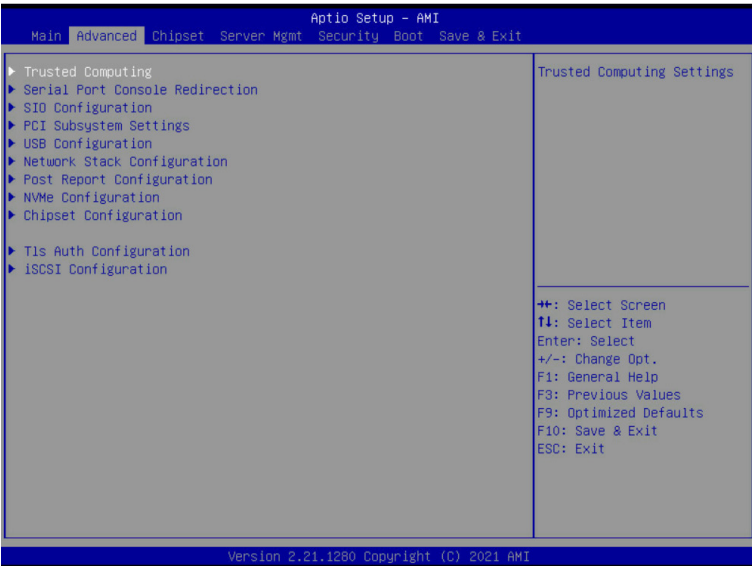 Aptio Setup – AMI
Main Advanced Chipset Server Mgmt Security Boot Save & Exit
▶ Trusted Computing
▶ Serial Port Console Redirection
▶ SIO Configuration
▶ PCI Subsystem Settings
▶ USB Configuration
▶ Network Stack Configuration
▶ Post Report Configuration
▶ NVMe Configuration
▶ Chipset Configuration
▶ Tls Auth Configuration
▶ iSCSI Configuration
Trusted Computing Settings
→←: Select Screen
↑↓: Select Item
Enter: Select
+/-: Change Opt.
F1: General Help
F3: Previous Values
F9: Optimized Defaults
F10: Save & Exit
ESC: Exit
Version 2.21.1280 Copyright (C) 2021 AMI